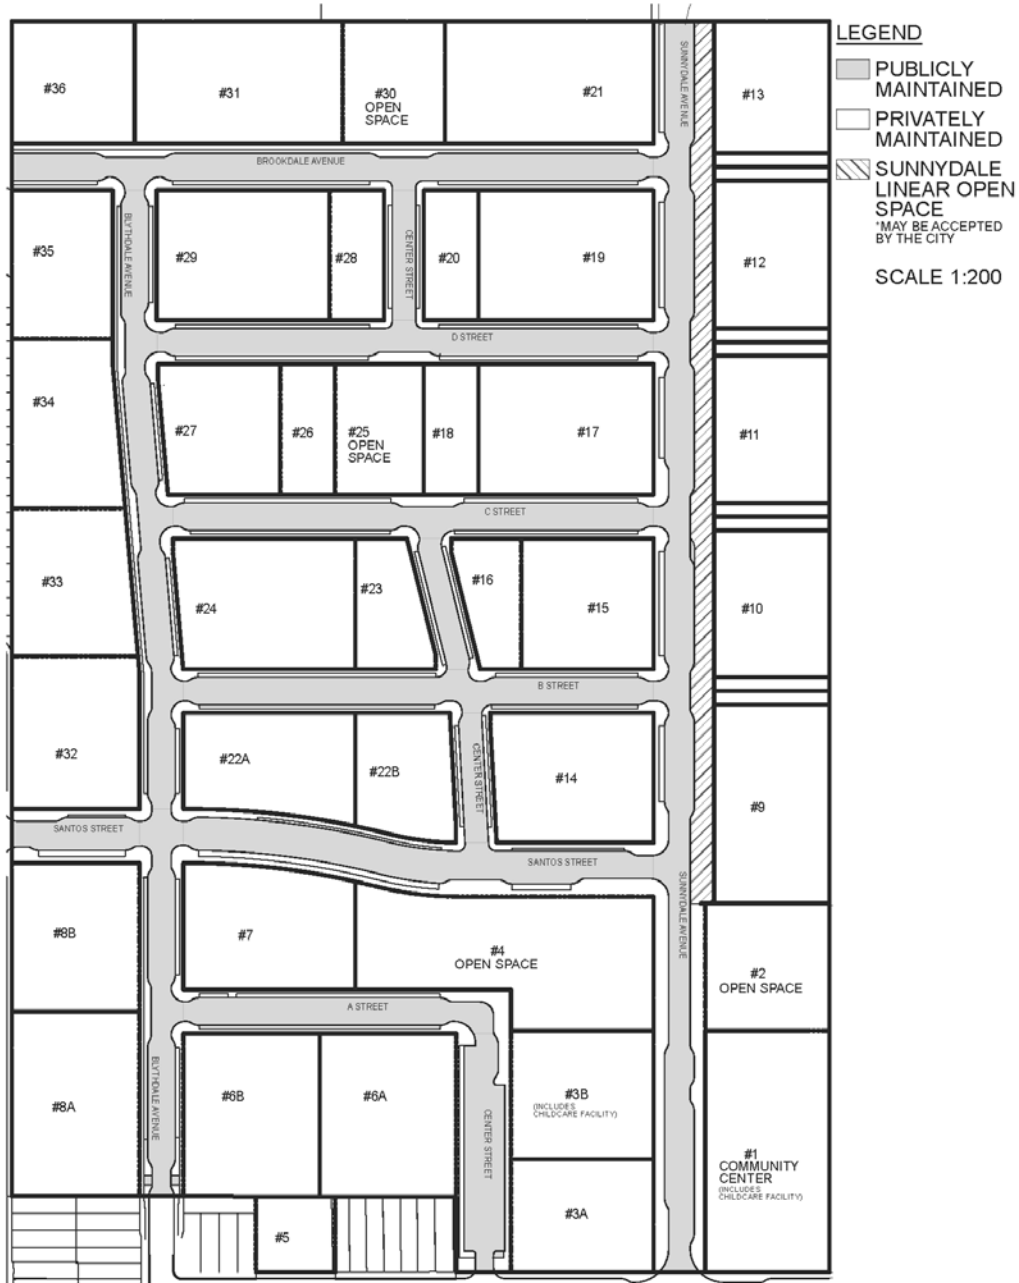 LEGEND
PUBLICLY
MAINTAINED
PRIVATELY
MAINTAINED
SUNNYDALE
LINEAR OPEN
SPACE
*MAY BE ACCEPTED
BY THE CITY
SCALE 1:200
#36
#31
#30
OPEN
SPACE
#21
SUNNYDALE AVENUE
#13
BROOKDALE AVENUE
#35
BLYTHDALE AVENUE
#29
#28
CENTER STREET
#20
#19
#12
D STREET
#34
#27
#26
#25
OPEN
SPACE
#18
#17
#11
C STREET
#33
#24
#23
#16
#15
#10
B STREET
#32
#22A
#22B
CENTER STREET
#14
#9
SANTOS STREET
SANTOS STREET
SUNNYDALE AVENUE
#8B
#7
#4
OPEN SPACE
#2
OPEN SPACE
A STREET
#8A
BLYTHDALE AVENUE
#6B
#6A
CENTER STREET
#3B
(INCLUDES
CHILDCARE FACILITY)
#1
COMMUNITY
CENTER
(INCLUDES
CHILDCARE FACILITY)
#3A
#5